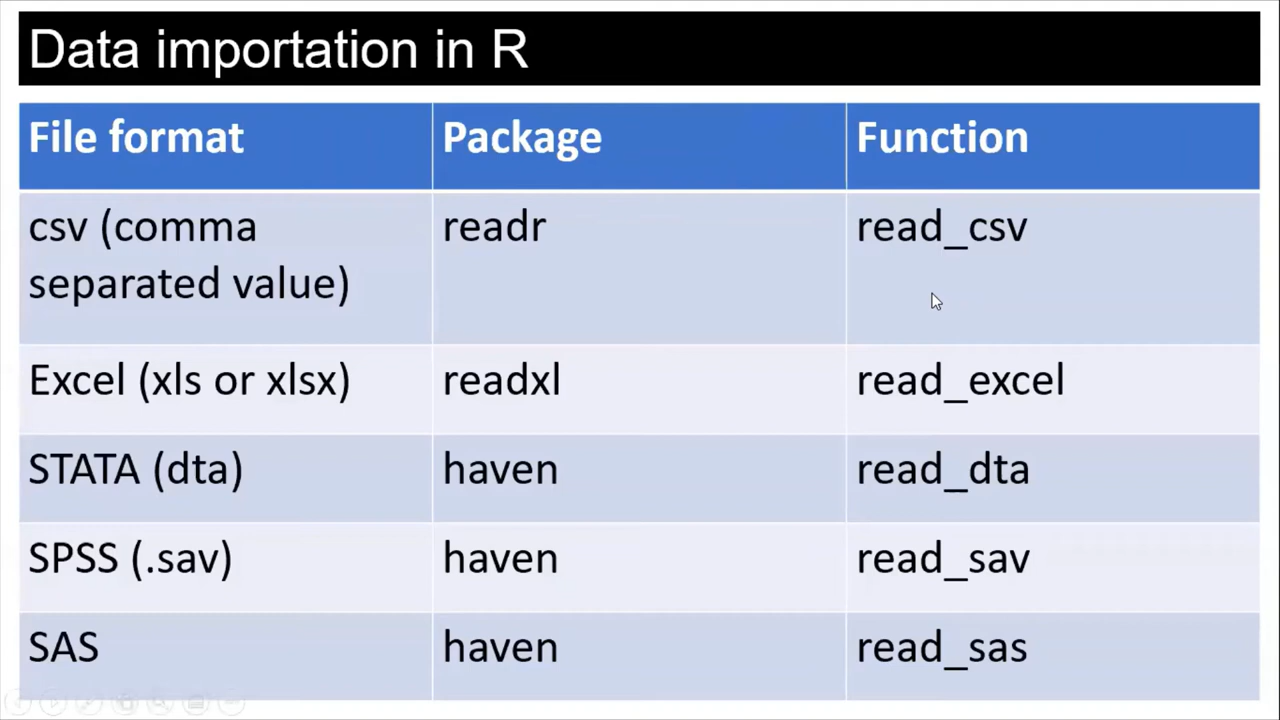 Data importation in R
File format Package Function
csv (comma
separated value) readr read_csv
Excel (xls or xlsx) readxl read_excel
STATA (dta) haven read_dta
SPSS (.sav) haven read_sav
SAS haven read_sas